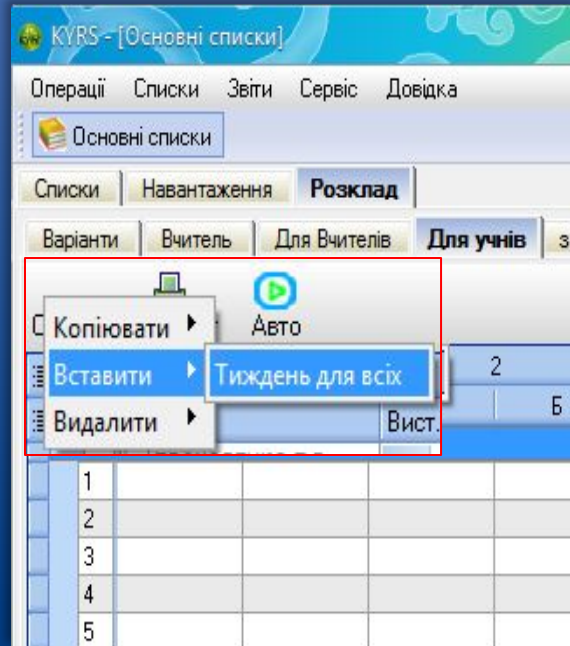 KYRS - [Основні списки]
Операції Списки Звіти Сервіс Довідка
Основні списки
Списки Навантаження Розклад
Варіанти Вчитель Для Вчителів Для учнів
Авто
Копіювати
Вставити Тиждень для всіх 2
Видалити Вист. Б
1
2
3
4
5